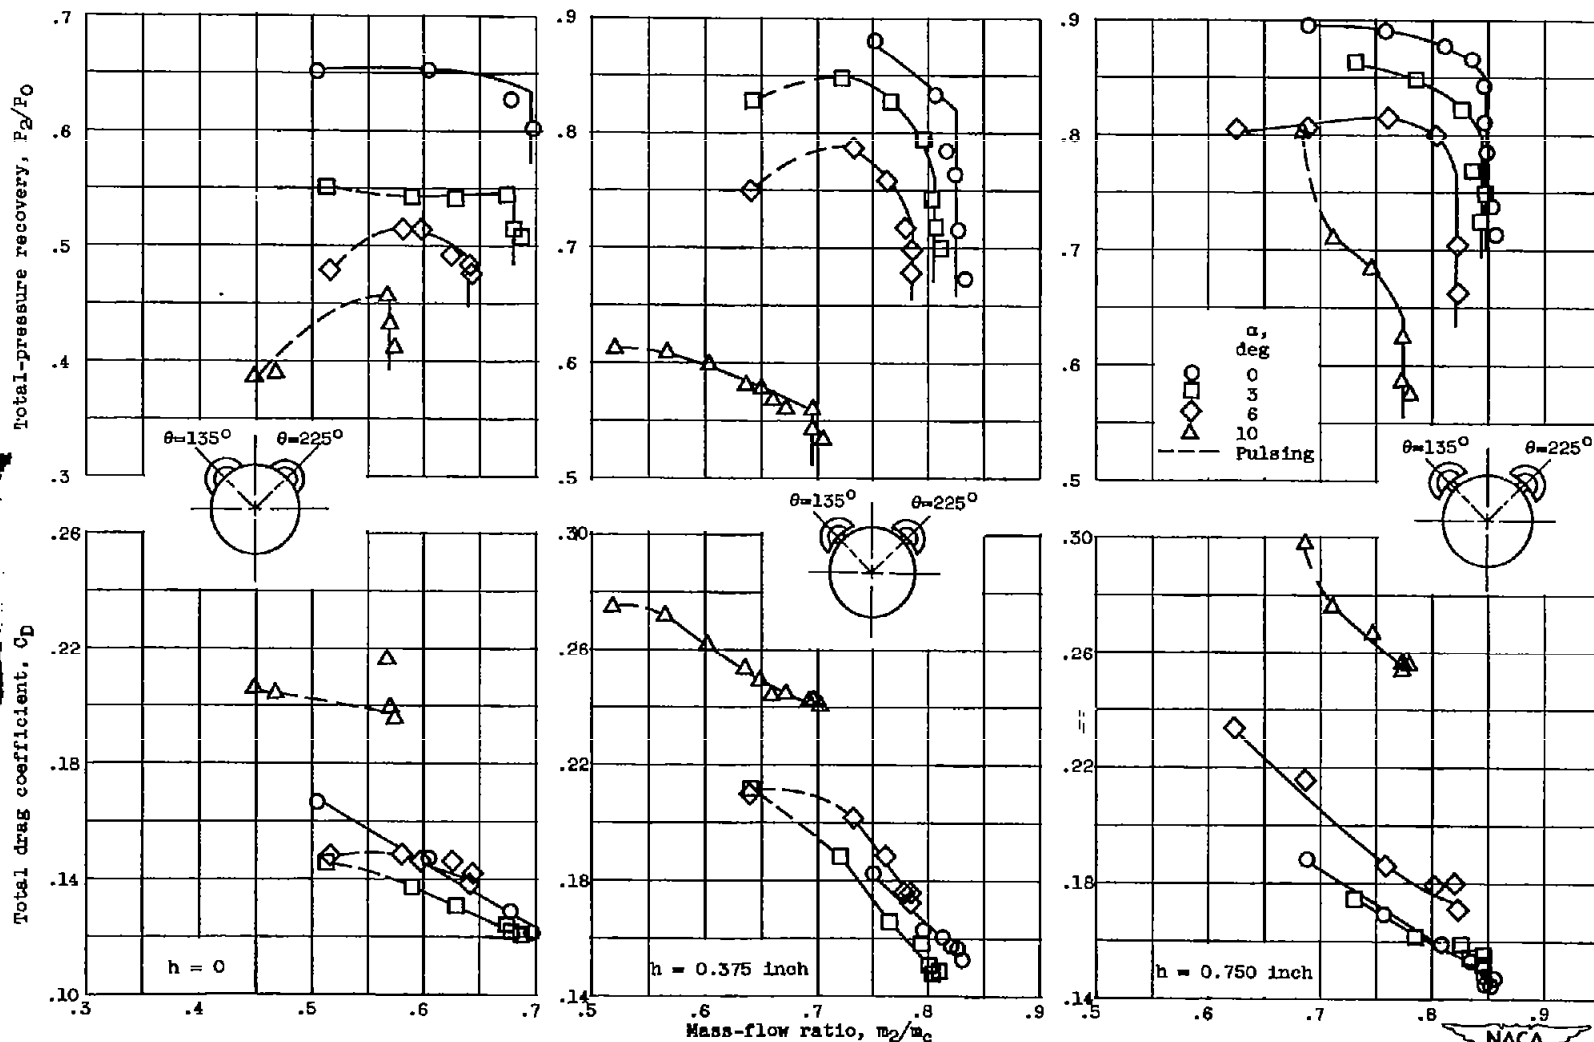 Total-pressure recovery, P2/P0
.7
.6
.5
.4
.3
.9
.8
.7
.6
.5
.9
.8
.7
.6
.5
α, deg
0
3
6
10
Pulsing
θ=135° θ=225°
θ=135° θ=225°
θ=135° θ=225°
Total drag coefficient, CD
.26
.22
.18
.14
.10
.30
.26
.22
.18
.14
.30
.26
.22
.18
.14
h = 0
h = 0.375 inch
h = 0.750 inch
.3 .4 .5 .6 .7
.5 .6 .7 .8 .9
.5 .6 .7 .8 .9
Mass-flow ratio, m2/mc
NACA